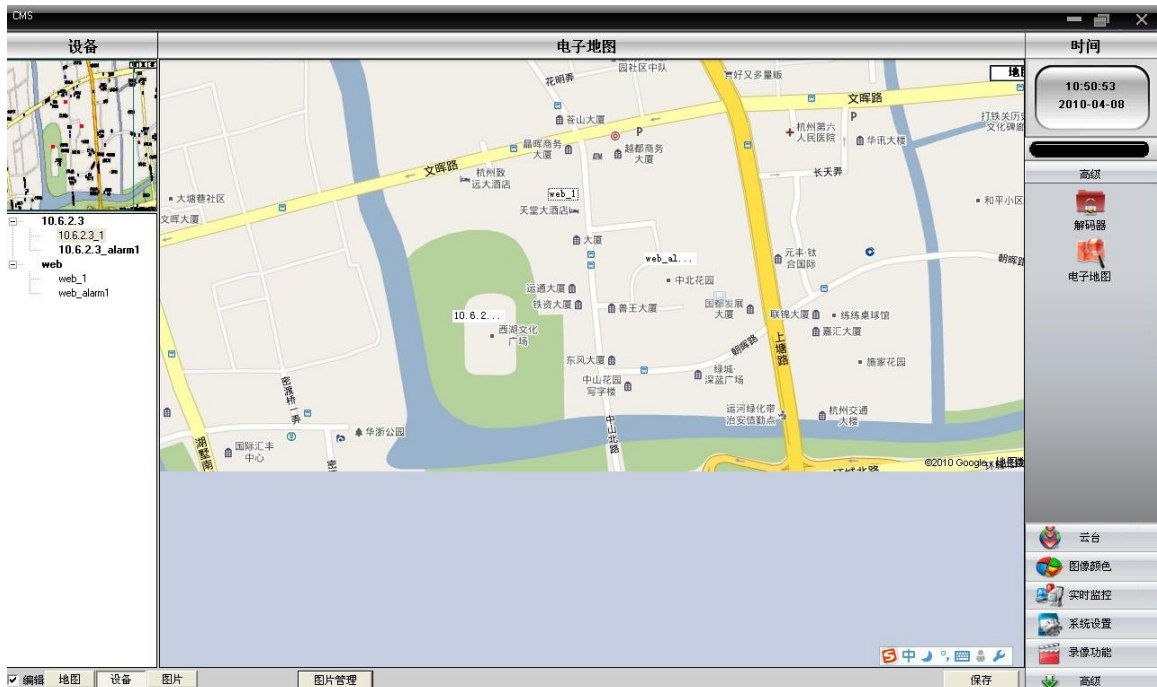 CMS
设备
电子地图
时间
10:50:53
2010-04-08
高级
解码器
电子地图
10.6.2.3
10.6.2.3_1
10.6.2.3_alarm1
web
web_1
web_alarm1
花明弄
园社区中队
好又多量贩
文晖路
P
打铁关历史
文化碑廊
苍山大厦
P
杭州第六
人民医院
华讯大楼
晶晖商务
大厦
ATM
越都商务
大厦
文晖路
杭州致
远大酒店
长天弄
大塘巷社区
web_1
天堂大酒店
和平小区
文晖大厦
大厦
web_al...
元丰·钛
合国际
朝晖路
中北花园
运通大厦
铁资大厦
兽王大厦
国都发展
大厦
联锦大厦
练练桌球馆
嘉汇大厦
10.6.2...
西湖文化
广场
朝晖路
上塘路
东风大厦
施家花园
绿城·
深蓝广场
中山花园
写字楼
密渡桥一弄
运河绿化带
治安值勤点
杭州交通
大楼
中山北路
华浙公园
湖墅南
国际汇丰
中心
©2010 Google
环城北路
云台
图像颜色
实时监控
系统设置
录像功能
高级
中
编辑
地图
设备
图片
图片管理
保存